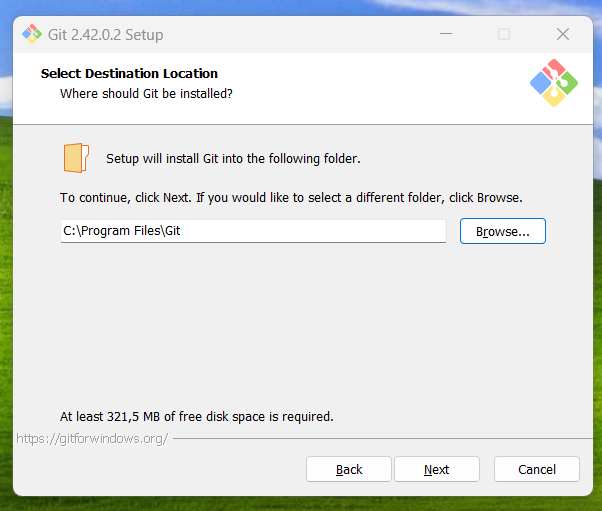 Git 2.42.0.2 Setup
Select Destination Location
Where should Git be installed?
Setup will install Git into the following folder.
To continue, click Next. If you would like to select a different folder, click Browse.
C:\Program Files\Git
Browse...
At least 321,5 MB of free disk space is required.
https://gitforwindows.org/
Back
Next
Cancel